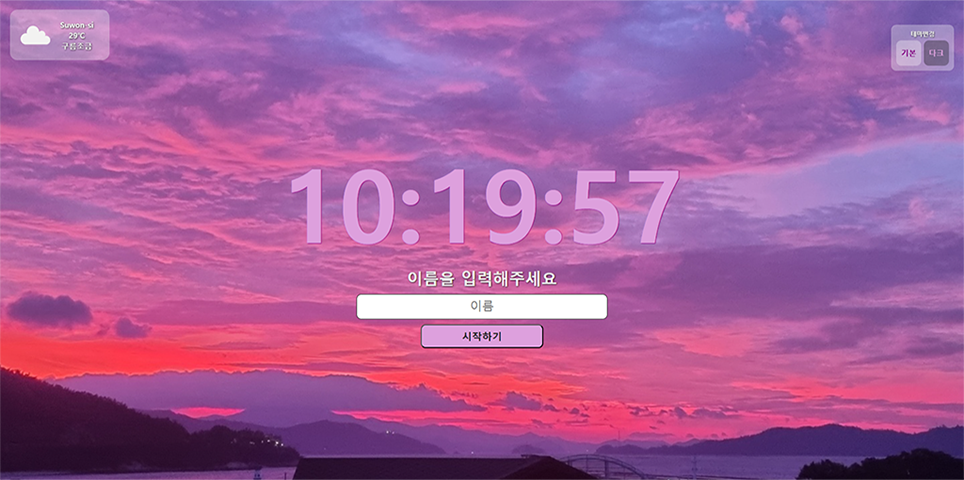 Suwon-si
29℃
구름조금
테마변경
기본 다크
10:19:57
이름을 입력해주세요
이름
시작하기